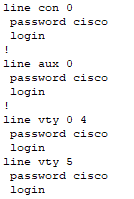 line con 0
 password cisco
 login
!
line aux 0
 password cisco
 login
!
line vty 0 4
 password cisco
 login
line vty 5
 password cisco
 login